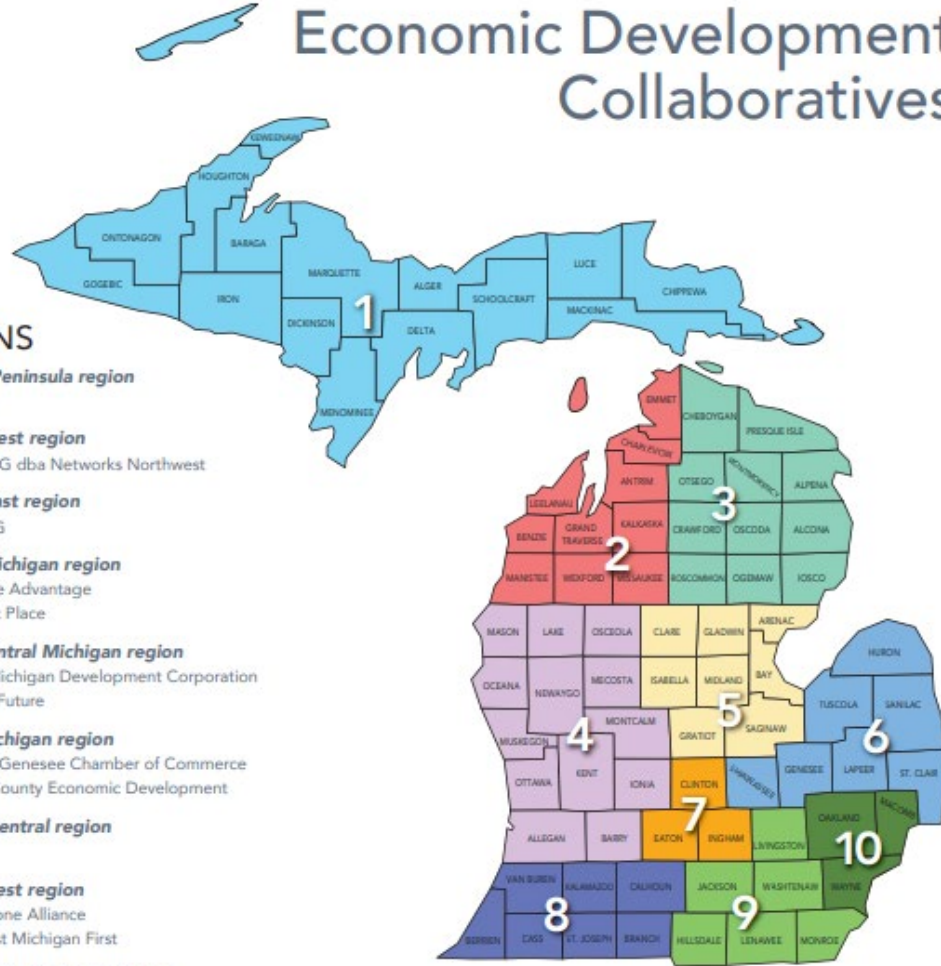 Economic Development
Collaboratives
NS
Peninsula region
est region
G dba Networks Northwest
ast region
G
ichigan region
e Advantage
t Place
ntral Michigan region
ichigan Development Corporation
Future
chigan region
Genesee Chamber of Commerce
ounty Economic Development
entral region
est region
one Alliance
st Michigan First
KEWEENAW
HOUGHTON
ONTONAGON
BARAGA
GOGEBIC
IRON
MARQUETTE
1
ALGER
LUCE
SCHOOLCRAFT
CHIPPEWA
MACKINAC
DICKINSON
DELTA
MENOMINEE
EMMET
CHEBOYGAN
PRESQUE ISLE
CHARLEVOIX
ANTRIM
OTSEGO
MONTMORENCY
ALPENA
3
LEELANAU
BENZIE
GRAND
TRAVERSE
KALKASKA
CRAWFORD
OSCODA
ALCONA
2
MANISTEE
WEXFORD
MISSAUKEE
ROSCOMMON
OGEMAW
IOSCO
MASON
LAKE
OSCEOLA
CLARE
GLADWIN
ARENAC
HURON
OCEANA
NEWAYGO
MECOSTA
ISABELLA
MIDLAND
BAY
TUSCOLA
SANILAC
5
MONTCALM
GRATIOT
SAGINAW
MUSKEGON
4
6
OTTAWA
KENT
IONIA
CLINTON
SHIAWASSEE
GENESEE
LAPEER
ST. CLAIR
7
ALLEGAN
BARRY
EATON
INGHAM
LIVINGSTON
OAKLAND
MACOMB
10
VAN BUREN
KALAMAZOO
CALHOUN
JACKSON
WASHTENAW
WAYNE
8
9
BERRIEN
CASS
ST. JOSEPH
BRANCH
HILLSDALE
LENAWEE
MONROE